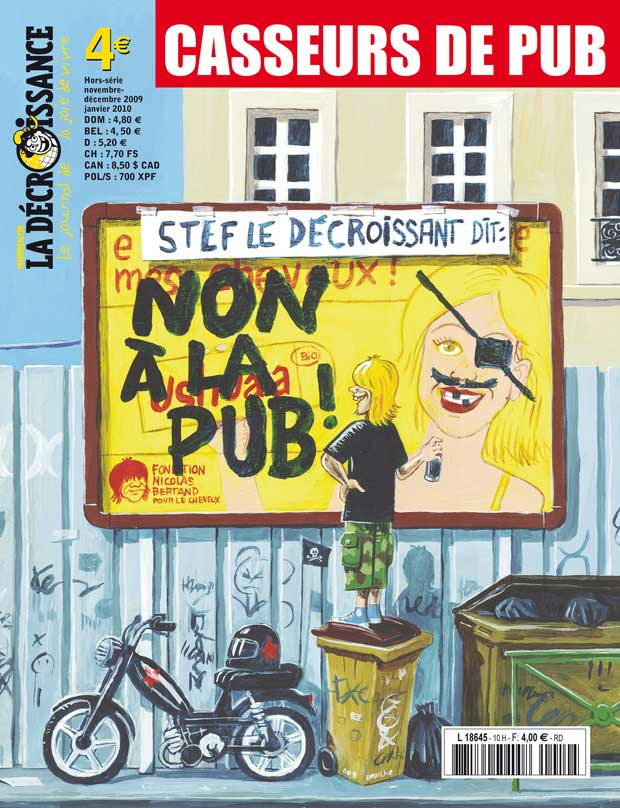 CASSEURS DE PUB
LA DÉCROISSANCE
Le journal de la joie de vivre
4€
Hors-série
novembre-
décembre 2009
janvier 2010
DOM : 4,80 €
BEL : 4,50 €
D : 5,20 €
CH : 7,70 FS
CAN : 8,50 $ CAD
POL/S : 700 XPF
STEF LE DÉCROISSANT DIT:
e
e
mes cheveux !
NON
À LA
PUB!
Ushuaïa
Bio
FONDATION
NICOLAS
BERTAND
POUR LE CHEVEUX
L 18645 - 10 H - F: 4,00 € - RD